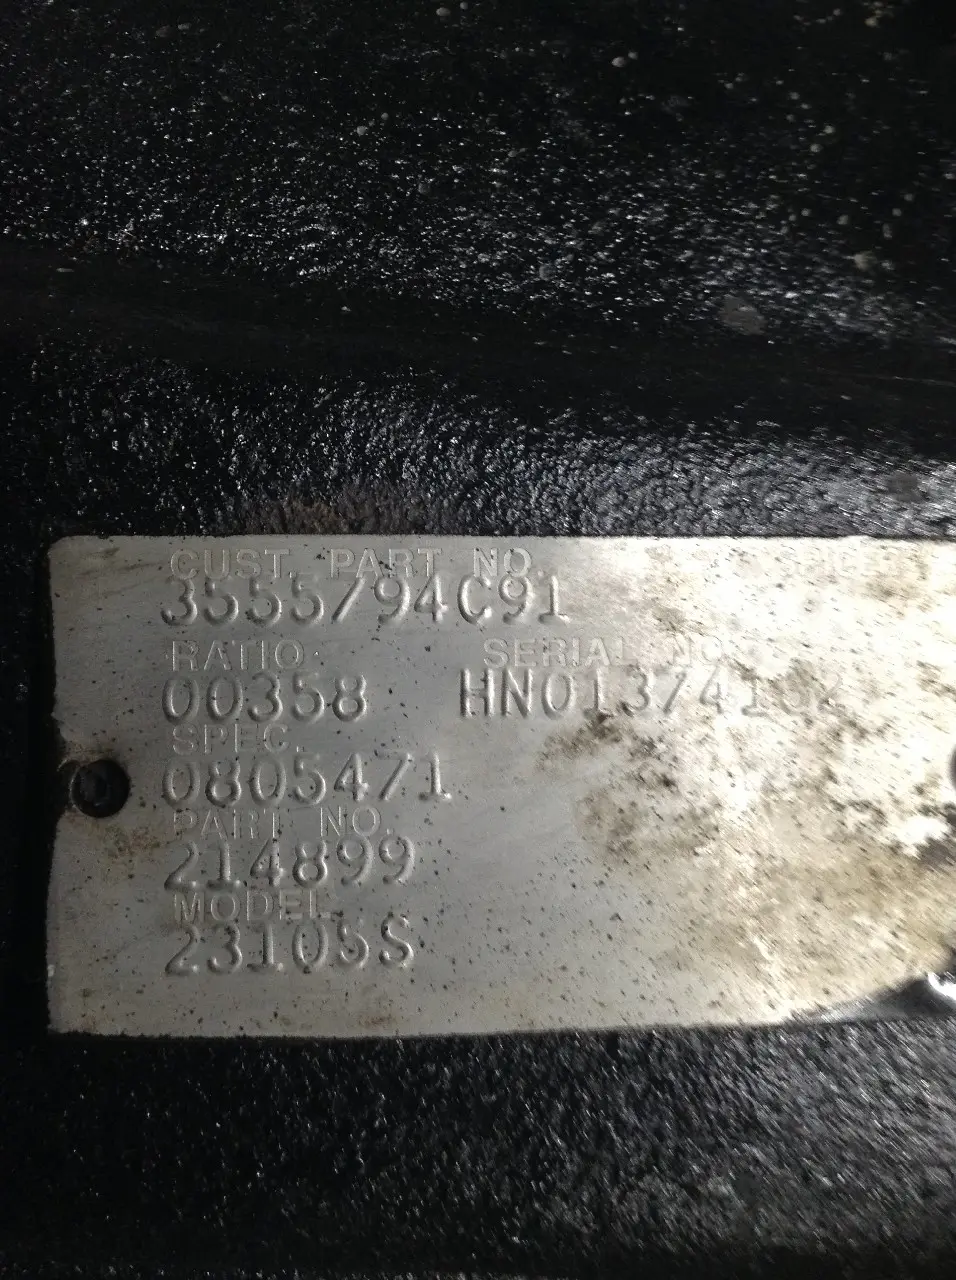 CUST. PART NO.
3555794C91
RATIO SERIAL NO.
00358
SPEC.
0805471
PART NO.
214899
MODEL
23105S